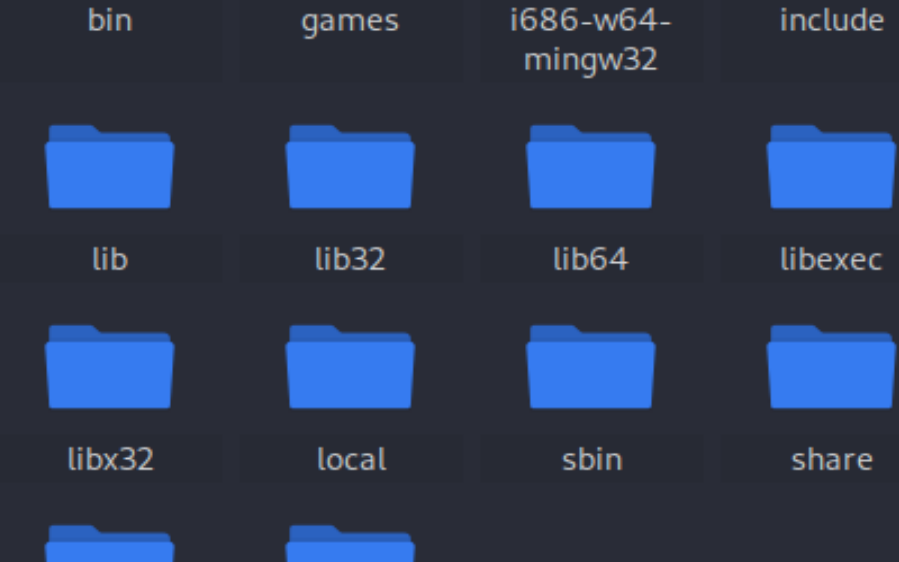 bin
games
i686-w64-
mingw32
include
lib
lib32
lib64
libexec
libx32
local
sbin
share